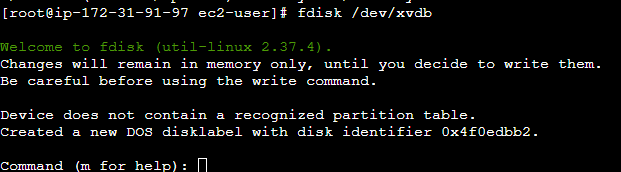 [root@ip-172-31-91-97 ec2-user]# fdisk /dev/xvdb
Welcome to fdisk (util-linux 2.37.4).
Changes will remain in memory only, until you decide to write them.
Be careful before using the write command.
Device does not contain a recognized partition table.
Created a new DOS disklabel with disk identifier 0x4f0edbb2.
Command (m for help):